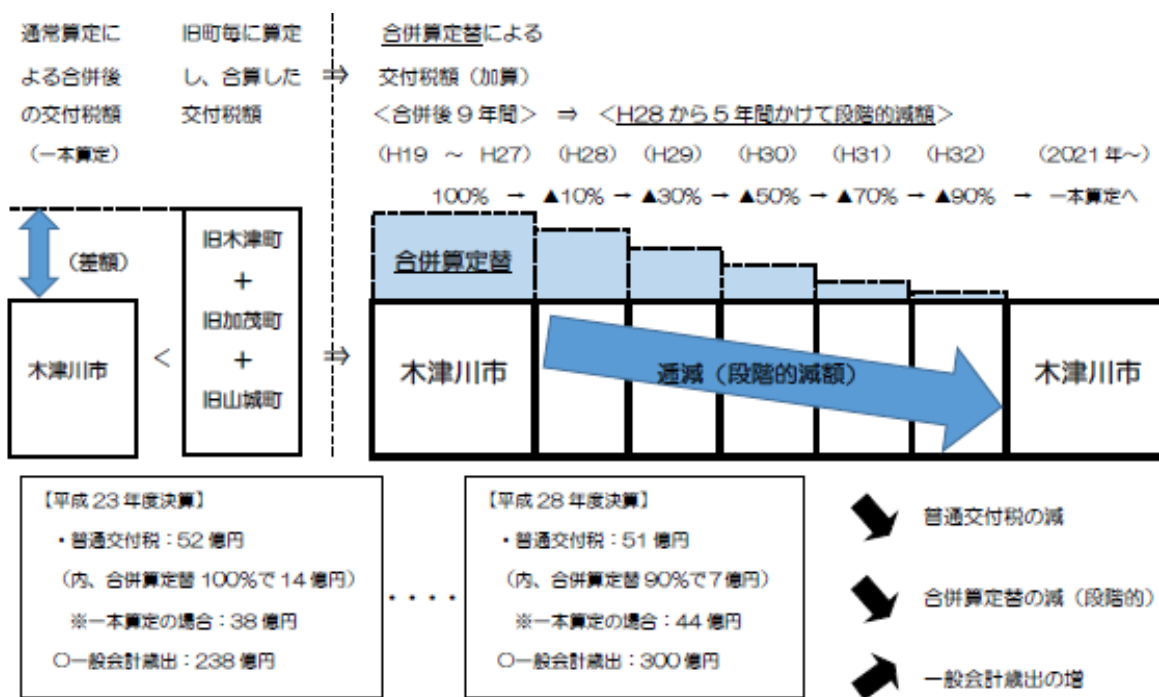 通常算定に
よる合併後
の交付税額
(一本算定)
旧町毎に算定
し、合算した
交付税額
⇒
合併算定替による
交付税額(加算)
<合併後9年間> ⇒ <H28から5年間かけて段階的減額>
(H19 ~ H27) (H28) (H29) (H30) (H31) (H32) (2021年~)
100% → ▲10% → ▲30% → ▲50% → ▲70% → ▲90% → 一本算定へ
(差額)
木津川市
<
旧木津町
+
旧加茂町
+
旧山城町
⇒
合併算定替
木津川市
逓減(段階的減額)
木津川市
【平成23年度決算】
・普通交付税:52億円
(内、合併算定替100%で14億円)
※一本算定の場合:38億円
○一般会計歳出:238億円
・・・・
【平成28年度決算】
・普通交付税:51億円
(内、合併算定替90%で7億円)
※一本算定の場合:44億円
○一般会計歳出:300億円
普通交付税の減
合併算定替の減(段階的)
一般会計歳出の増